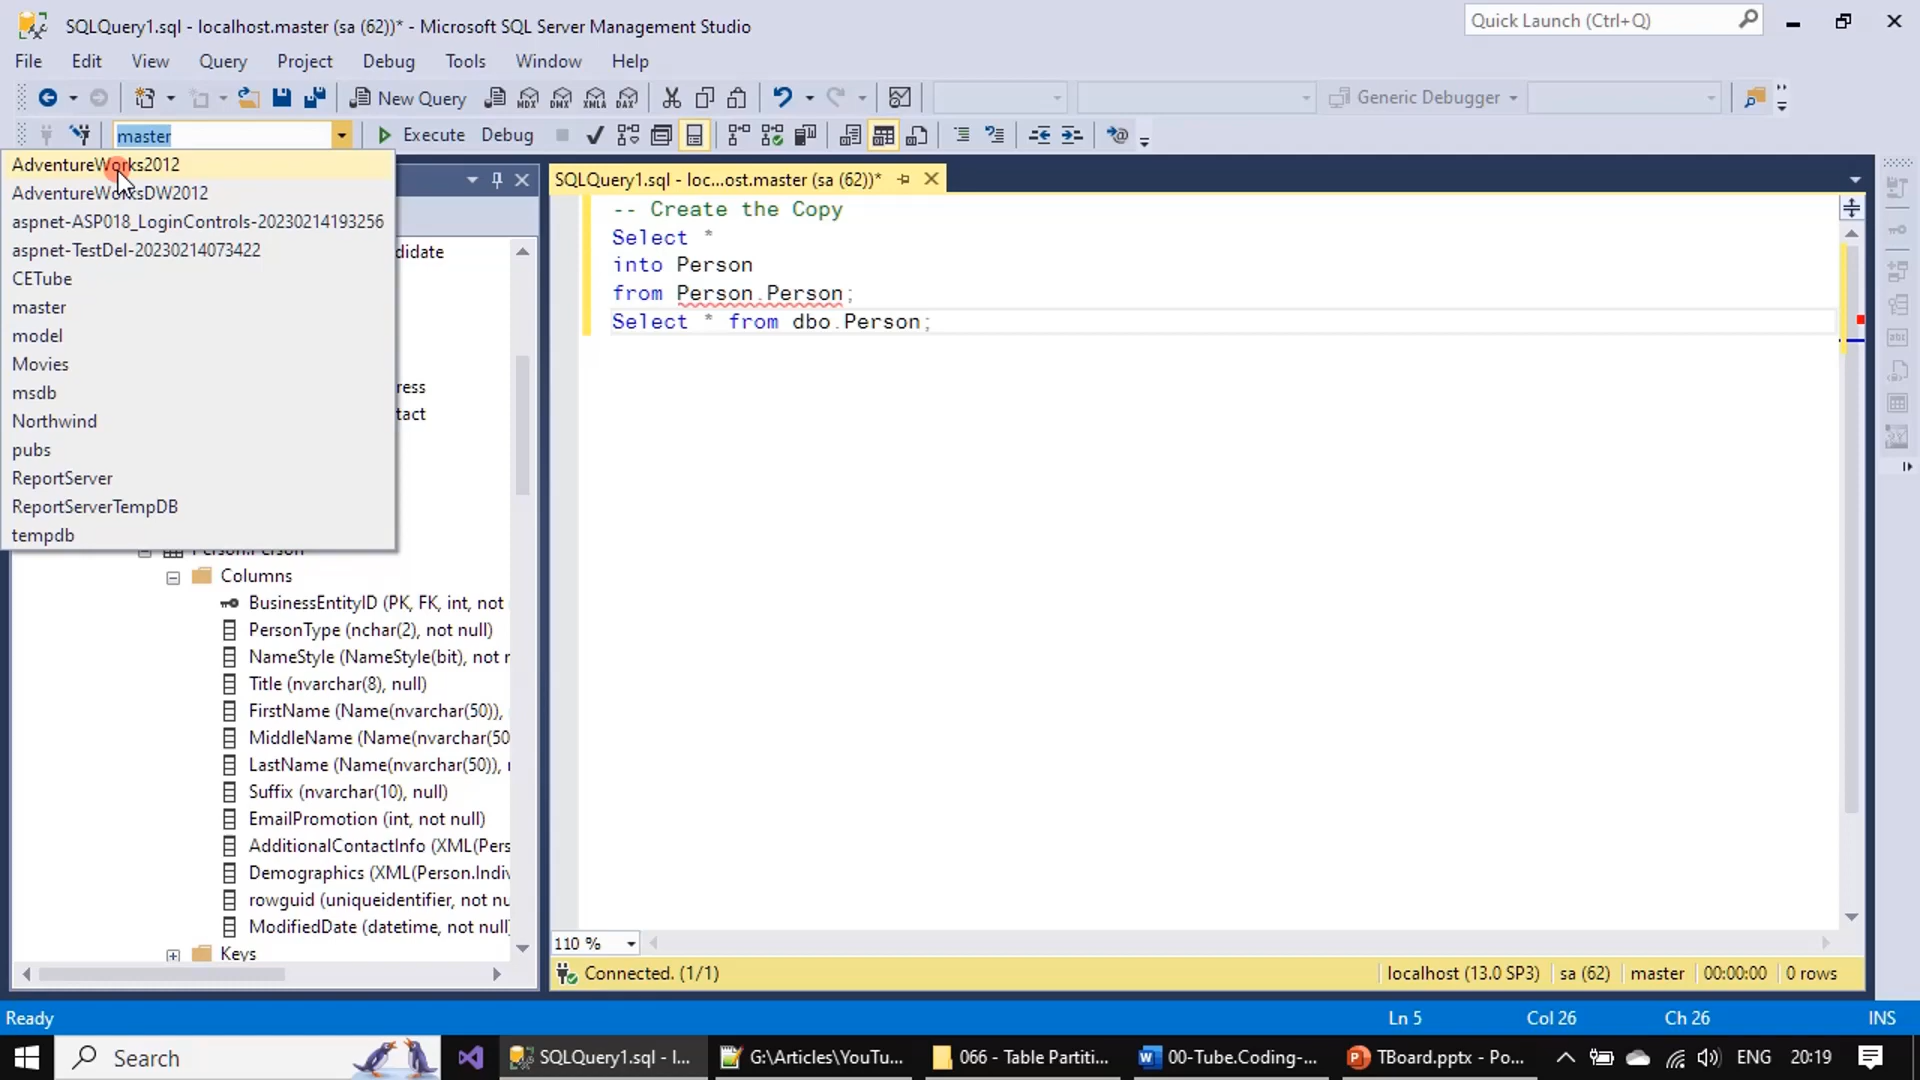 SQLQuery1.sql - localhost.master (sa (62))* - Microsoft SQL Server Management Studio
Quick Launch (Ctrl+Q)
File Edit View Query Project Debug Tools Window Help
New Query MDX DMX XMLA DAX Generic Debugger
master Execute Debug
AdventureWorks2012
AdventureWorksDW2012
aspnet-ASP018_LoginControls-20230214193256
aspnet-TestDel-20230214073422
CETube
master
model
Movies
msdb
Northwind
pubs
ReportServer
ReportServerTempDB
tempdb
didate
ress
tact
Person.Person
Columns
BusinessEntityID (PK, FK, int, not
PersonType (nchar(2), not null)
NameStyle (NameStyle(bit), not r
Title (nvarchar(8), null)
FirstName (Name(nvarchar(50)),
MiddleName (Name(nvarchar(50
LastName (Name(nvarchar(50)), r
Suffix (nvarchar(10), null)
EmailPromotion (int, not null)
AdditionalContactInfo (XML(Pers
Demographics (XML(Person.Indiv
rowguid (uniqueidentifier, not nu
ModifiedDate (datetime, not null)
Keys
SQLQuery1.sql - loc...ost.master (sa (62))*
-- Create the Copy
Select *
into Person
from Person.Person;
Select * from dbo.Person;
110 %
Connected. (1/1) localhost (13.0 SP3) sa (62) master 00:00:00 0 rows
Ready Ln 5 Col 26 Ch 26 INS
Search SQLQuery1.sql - l... G:\Articles\YouTu... 066 - Table Partiti... 00-Tube.Coding-... TBoard.pptx - Po... ENG 20:19